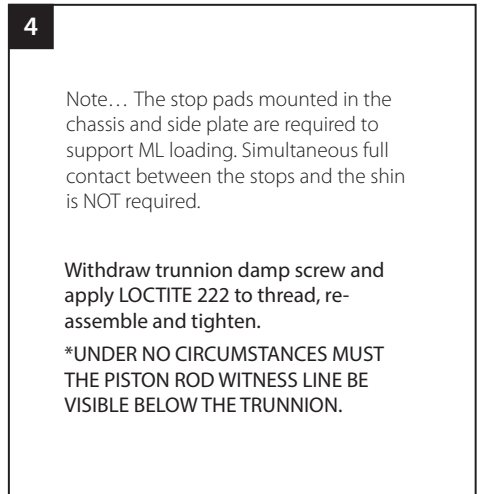 4
Note… The stop pads mounted in the
chassis and side plate are required to
support ML loading. Simultaneous full
contact between the stops and the shin
is NOT required.
Withdraw trunnion damp screw and
apply LOCTITE 222 to thread, re-
assemble and tighten.
*UNDER NO CIRCUMSTANCES MUST
THE PISTON ROD WITNESS LINE BE
VISIBLE BELOW THE TRUNNION.